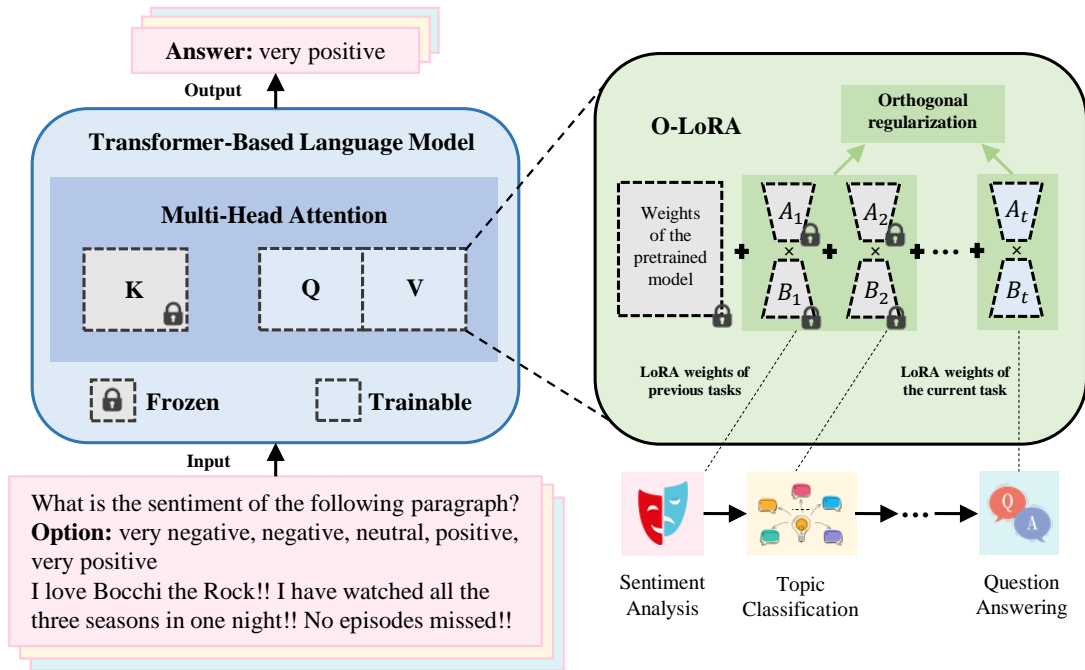 Answer: very positive
Output
Transformer-Based Language Model
Multi-Head Attention
K
Q
V
Frozen
Trainable
Input
What is the sentiment of the following paragraph?
Option: very negative, negative, neutral, positive,
very positive
I love Bocchi the Rock!! I have watched all the
three seasons in one night!! No episodes missed!!
O-LoRA
Orthogonal
regularization
Weights
of the
pretrained
model
+
A1
×
B1
+
A2
×
B2
+
...
+
At
×
Bt
LoRA weights of
previous tasks
LoRA weights of
the current task
Q
A
...
Sentiment
Analysis
Topic
Classification
Question
Answering